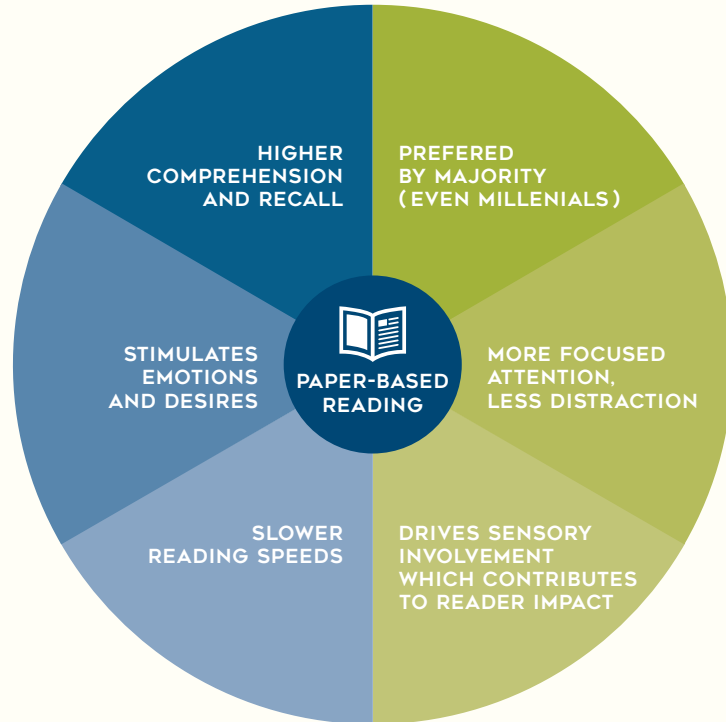 HIGHER
COMPREHENSION
AND RECALL
PREFERED
BY MAJORITY
(EVEN MILLENIALS)
STIMULATES
EMOTIONS
AND DESIRES
PAPER-BASED
READING
MORE FOCUSED
ATTENTION,
LESS DISTRACTION
SLOWER
READING SPEEDS
DRIVES SENSORY
INVOLVEMENT
WHICH CONTRIBUTES
TO READER IMPACT